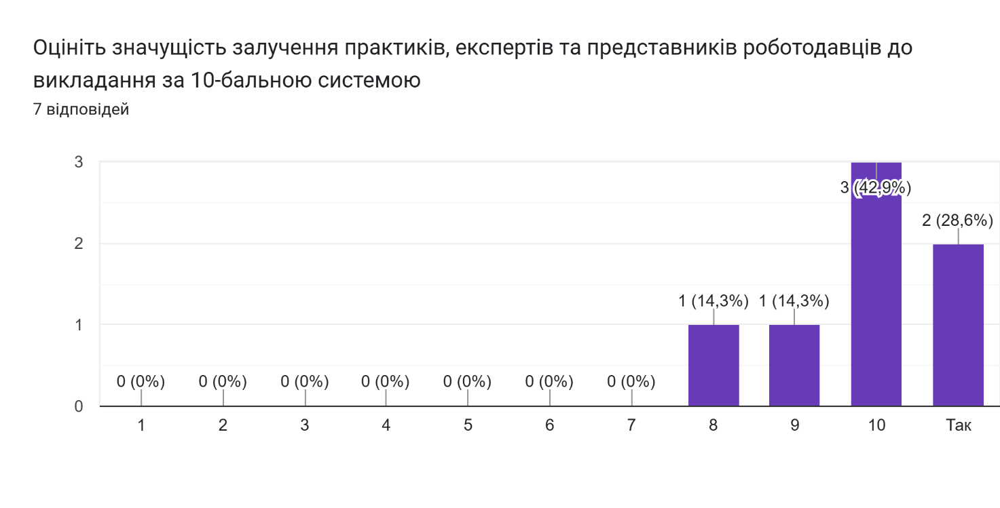 Оцініть значущість залучення практиків, експертів та представників роботодавців до
викладання за 10-бальною системою
7 відповідей
3
3 (42,9%)
2 (28,6%)
2
1 (14,3%) 1 (14,3%)
1
0 (0%) 0 (0%) 0 (0%) 0 (0%) 0 (0%) 0 (0%) 0 (0%)
0
1 2 3 4 5 6 7 8 9 10 Так